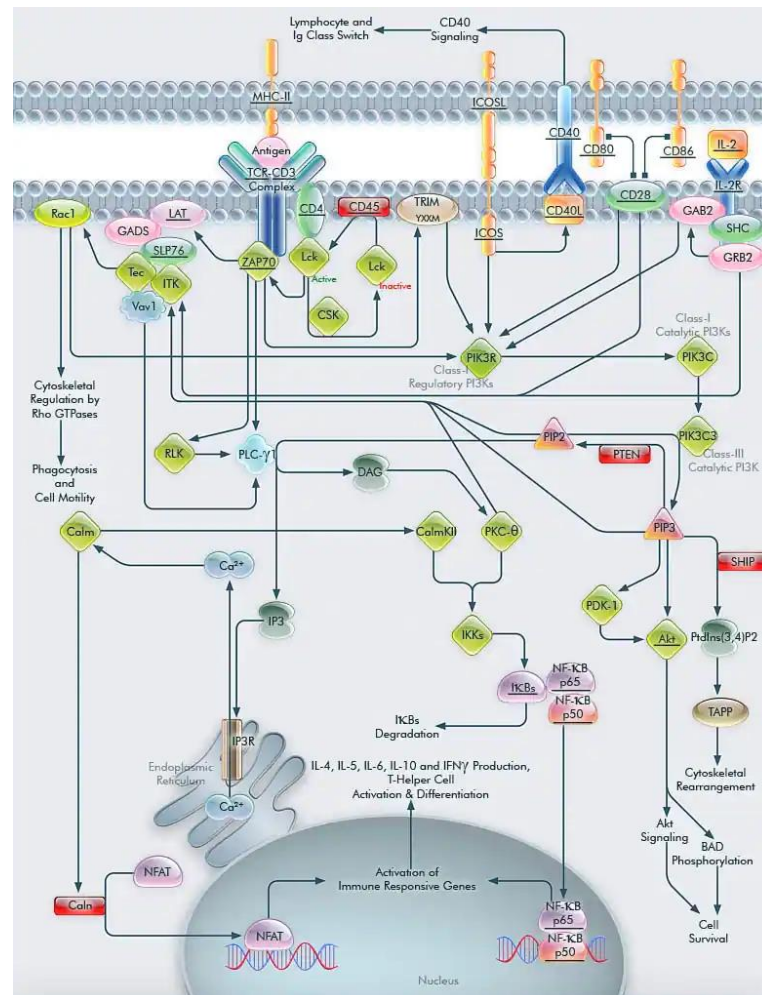 Lymphocyte and
Ig Class Switch
CD40
Signaling
MHC-II
ICOSL
CD40
CD80
CD86
IL-2
Antigen
TCR-CD3
Complex
IL-2R
Rac1
LAT
CD4
CD45
TRIM
YXXM
CD28
GAB2
CD40L
GADS
SHC
ICOS
SLP76
ZAP70
Lck
Active
Lck
Inactive
GRB2
Tec
ITK
Vav1
CSK
Class-I
Catalytic PI3Ks
PIK3R
Class-I
Regulatory PI3Ks
PIK3C
Cytoskeletal
Regulation by
Rho GTPases
PIP2
PIK3C3
Class-III
Catalytic PI3K
PTEN
RLK
PLC-γ1
DAG
Phagocytosis
and
Cell Motility
Calm
CalmKII
PKC-θ
PIP3
Ca²⁺
SHIP
IP3
PDK-1
IKKs
Akt
PtdIns(3,4)P2
IKBs
NF-KB
p65
NF-KB
p50
TAPP
IKBs
Degradation
IP3R
Endoplasmic
Reticulum
IL-4, IL-5, IL-6, IL-10 and IFNγ Production,
T-Helper Cell
Activation & Differentiation
Cytoskeletal
Rearrangement
Ca²⁺
Akt
Signaling
BAD
Phosphorylation
NFAT
Activation of
Immune Responsive Genes
Caln
NFAT
NF-KB
p65
NF-KB
p50
Cell
Survival
Nucleus